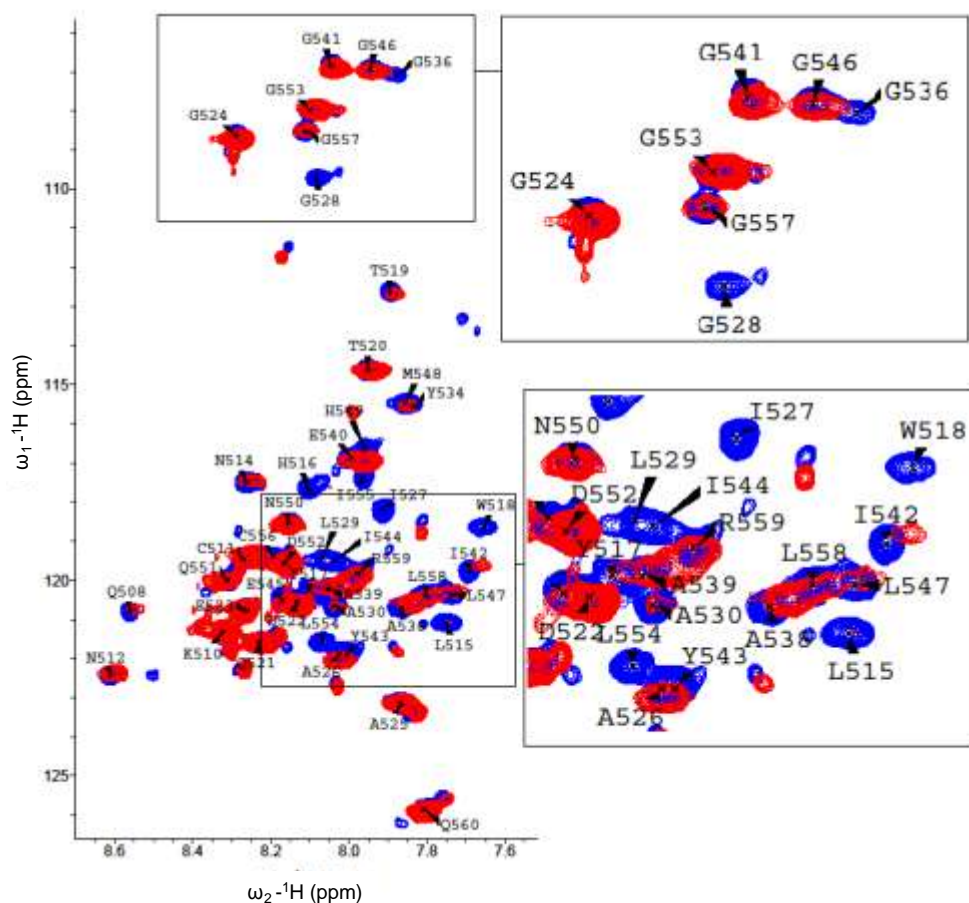 G541
G546
G536
G553
G524
G557
G528
G541
G546
G536
G553
G524
G557
G528
110
T519
T520
M548
Y534
E540
N514
H516
I555
I527
N550
L529
W518
I544
C556
D552
R559
I542
C511
Q551
L558
Q508
A539
L547
A530
L554
A538
L515
K510
Y543
N512
A526
A525
Q560
115
120
125
N550
I527
L529
W518
D552
I544
R559
I542
Y517
L558
A539
L547
D522
L554
A530
A538
Y543
L515
A526
8.6
8.4
8.2
8.0
7.8
7.6
ω1 -1H (ppm)
ω2 -1H (ppm)